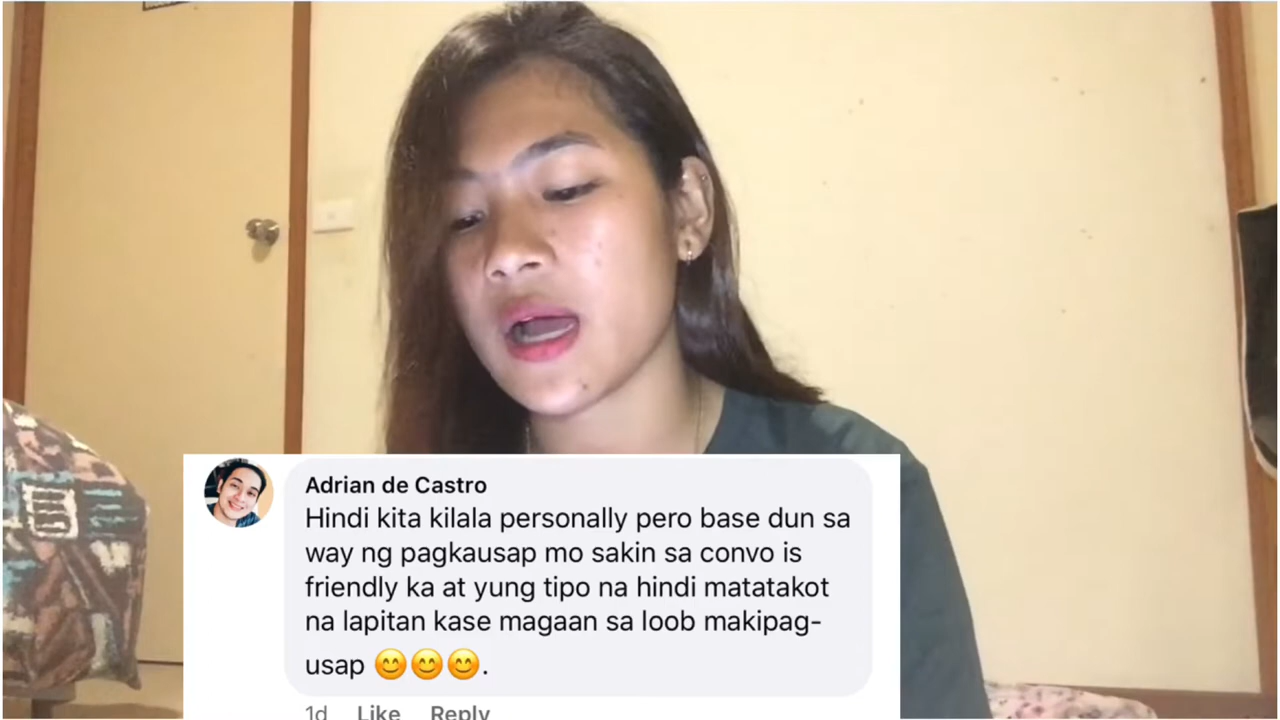 Adrian de Castro
Hindi kita kilala personally pero base dun sa
way ng pagkausap mo sakin sa convo is
friendly ka at yung tipo na hindi matatakot
na lapitan kase magaan sa loob makipag-
usap 😊😊😊.
1d Like Reply